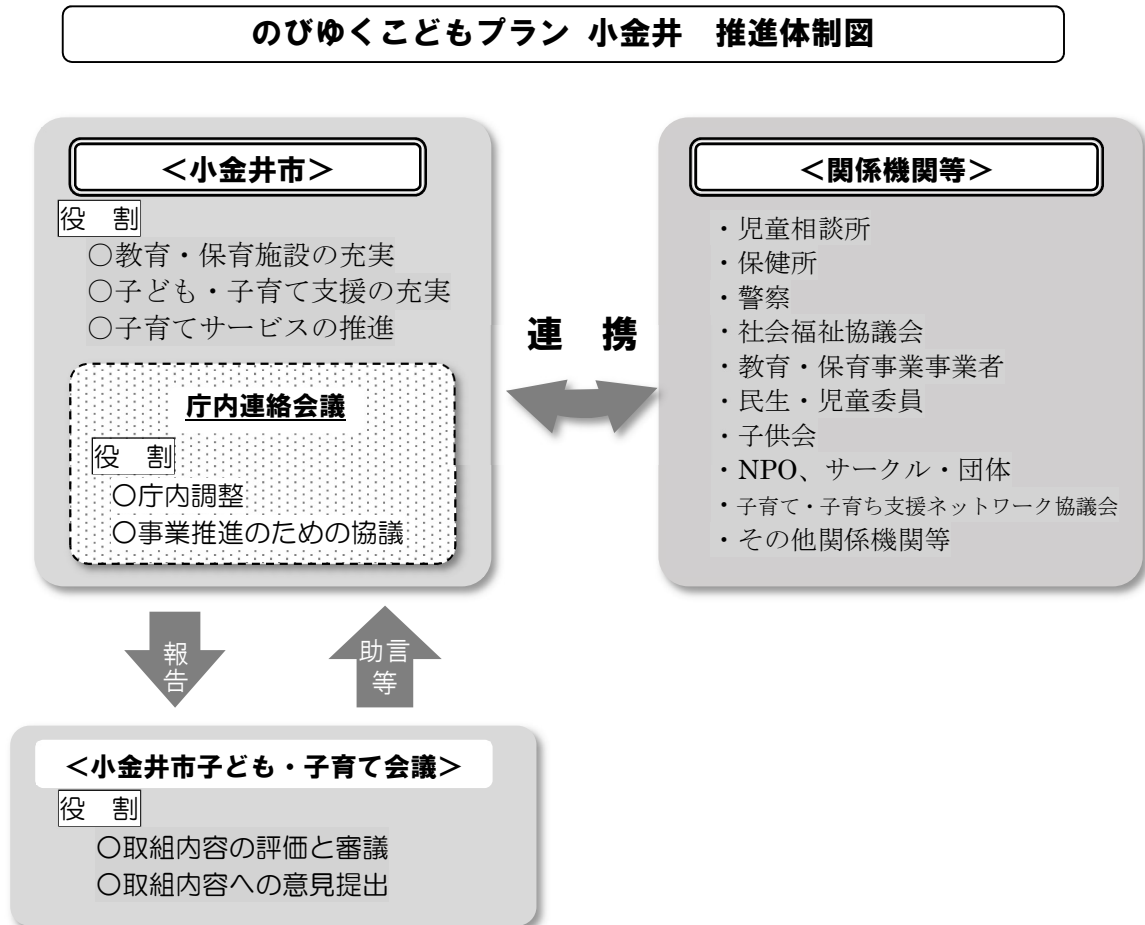 のびゆくこどもプラン 小金井　推進体制図
＜小金井市＞
役　割
○教育・保育施設の充実
○子ども・子育て支援の充実
○子育てサービスの推進
庁内連絡会議
役　割
○庁内調整
○事業推進のための協議
連　携
＜関係機関等＞
・児童相談所
・保健所
・警察
・社会福祉協議会
・教育・保育事業事業者
・民生・児童委員
・子供会
・NPO、サークル・団体
・子育て・子育ち支援ネットワーク協議会
・その他関係機関等
報告
助言等
＜小金井市子ども・子育て会議＞
役　割
○取組内容の評価と審議
○取組内容への意見提出